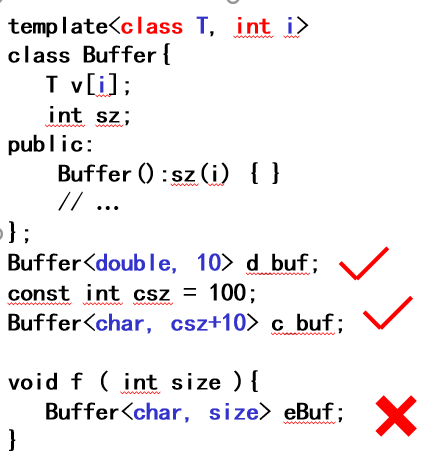 template<class T, int i>
class Buffer{
T v[i];
int sz;
public:
Buffer():sz(i) { }
// …
};
Buffer<double, 10> d_buf;
const int csz = 100;
Buffer<char, csz+10> c_buf;
void f ( int size ){
Buffer<char, size> eBuf;
}